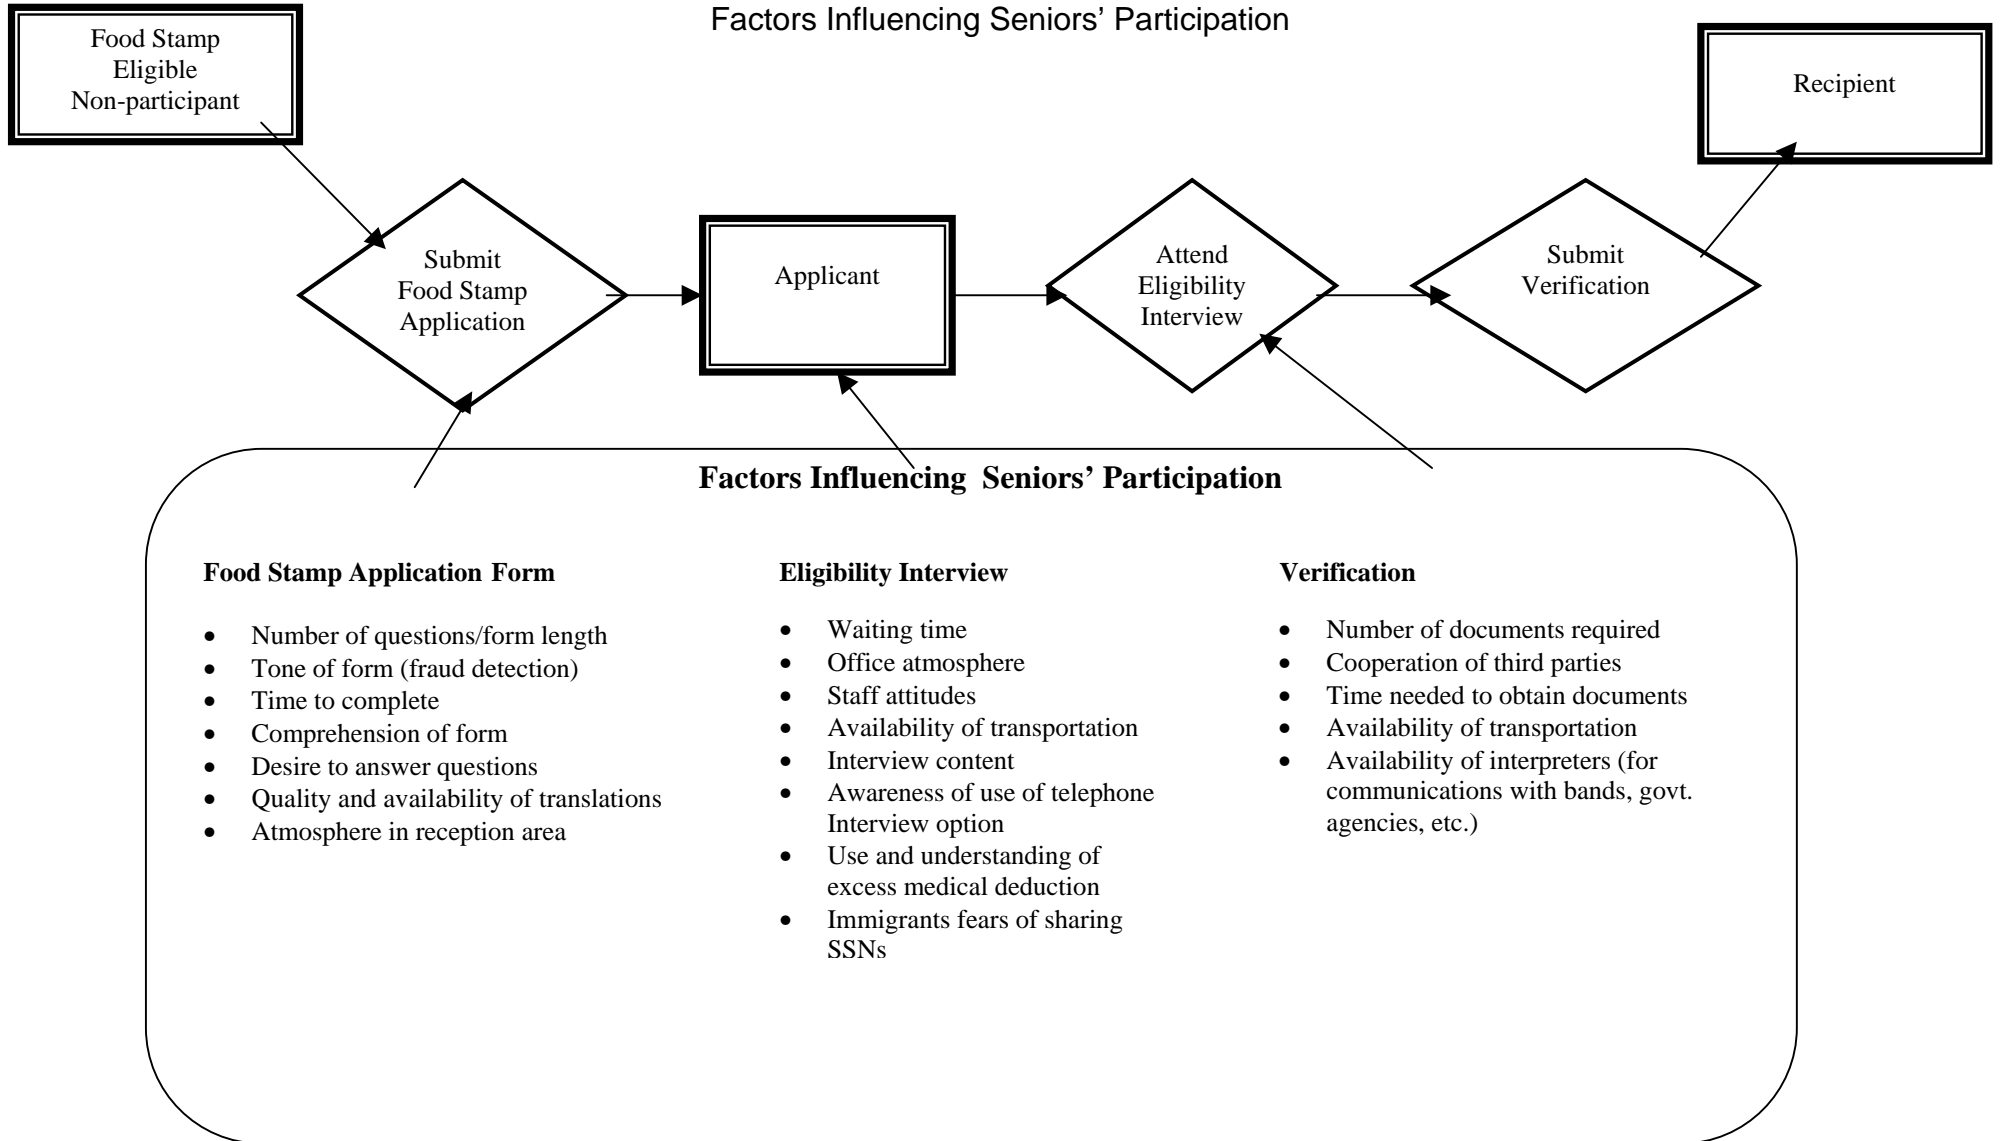 Factors Influencing Seniors’ Participation
Food Stamp
Eligible
Non-participant
Recipient
Submit
Food Stamp
Application
Applicant
Attend
Eligibility
Interview
Submit
Verification
Factors Influencing Seniors’ Participation
Food Stamp Application Form
• Number of questions/form length
• Tone of form (fraud detection)
• Time to complete
• Comprehension of form
• Desire to answer questions
• Quality and availability of translations
• Atmosphere in reception area
Eligibility Interview
• Waiting time
• Office atmosphere
• Staff attitudes
• Availability of transportation
• Interview content
• Awareness of use of telephone
Interview option
• Use and understanding of
excess medical deduction
• Immigrants fears of sharing
SSNs
Verification
• Number of documents required
• Cooperation of third parties
• Time needed to obtain documents
• Availability of transportation
• Availability of interpreters (for
communications with bands, govt.
agencies, etc.)